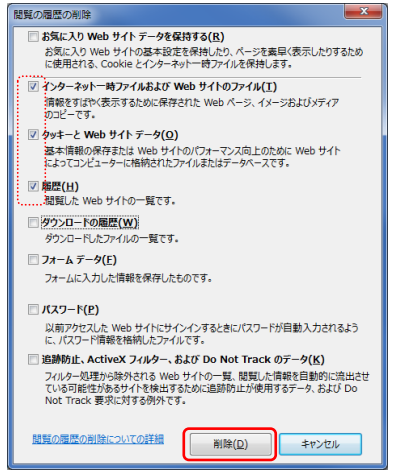 閲覧の履歴の削除
お気に入り Web サイト データを保持する(R)
お気に入り Web サイトの基本設定を保持したり、ページを素早く表示したりするため
に使用される、Cookie とインターネット一時ファイルを保持します。
インターネット一時ファイルおよび Web サイトのファイル(T)
情報をすばやく表示するために保存された Web ページ、イメージおよびメディア
のコピーです。
クッキーと Web サイト データ(O)
基本情報の保存または Web サイトのパフォーマンス向上のために Web サイト
によってコンピューターに格納されたファイルまたはデータベースです。
履歴(H)
閲覧した Web サイトの一覧です。
ダウンロードの履歴(W)
ダウンロードしたファイルの一覧です。
フォーム データ(F)
フォームに入力した情報を保存したものです。
パスワード(P)
以前アクセスした Web サイトにサインインするときにパスワードが自動入力されるよう
に、パスワード情報を格納したファイルです。
追跡防止、ActiveX フィルター、および Do Not Track のデータ(K)
フィルター処理から除外される Web サイトの一覧、閲覧した情報を自動的に流出させ
ている可能性があるサイトを検出するために追跡防止が使用するデータ、および Do
Not Track 要求に対する例外です。
閲覧の履歴の削除についての詳細
削除(D)
キャンセル